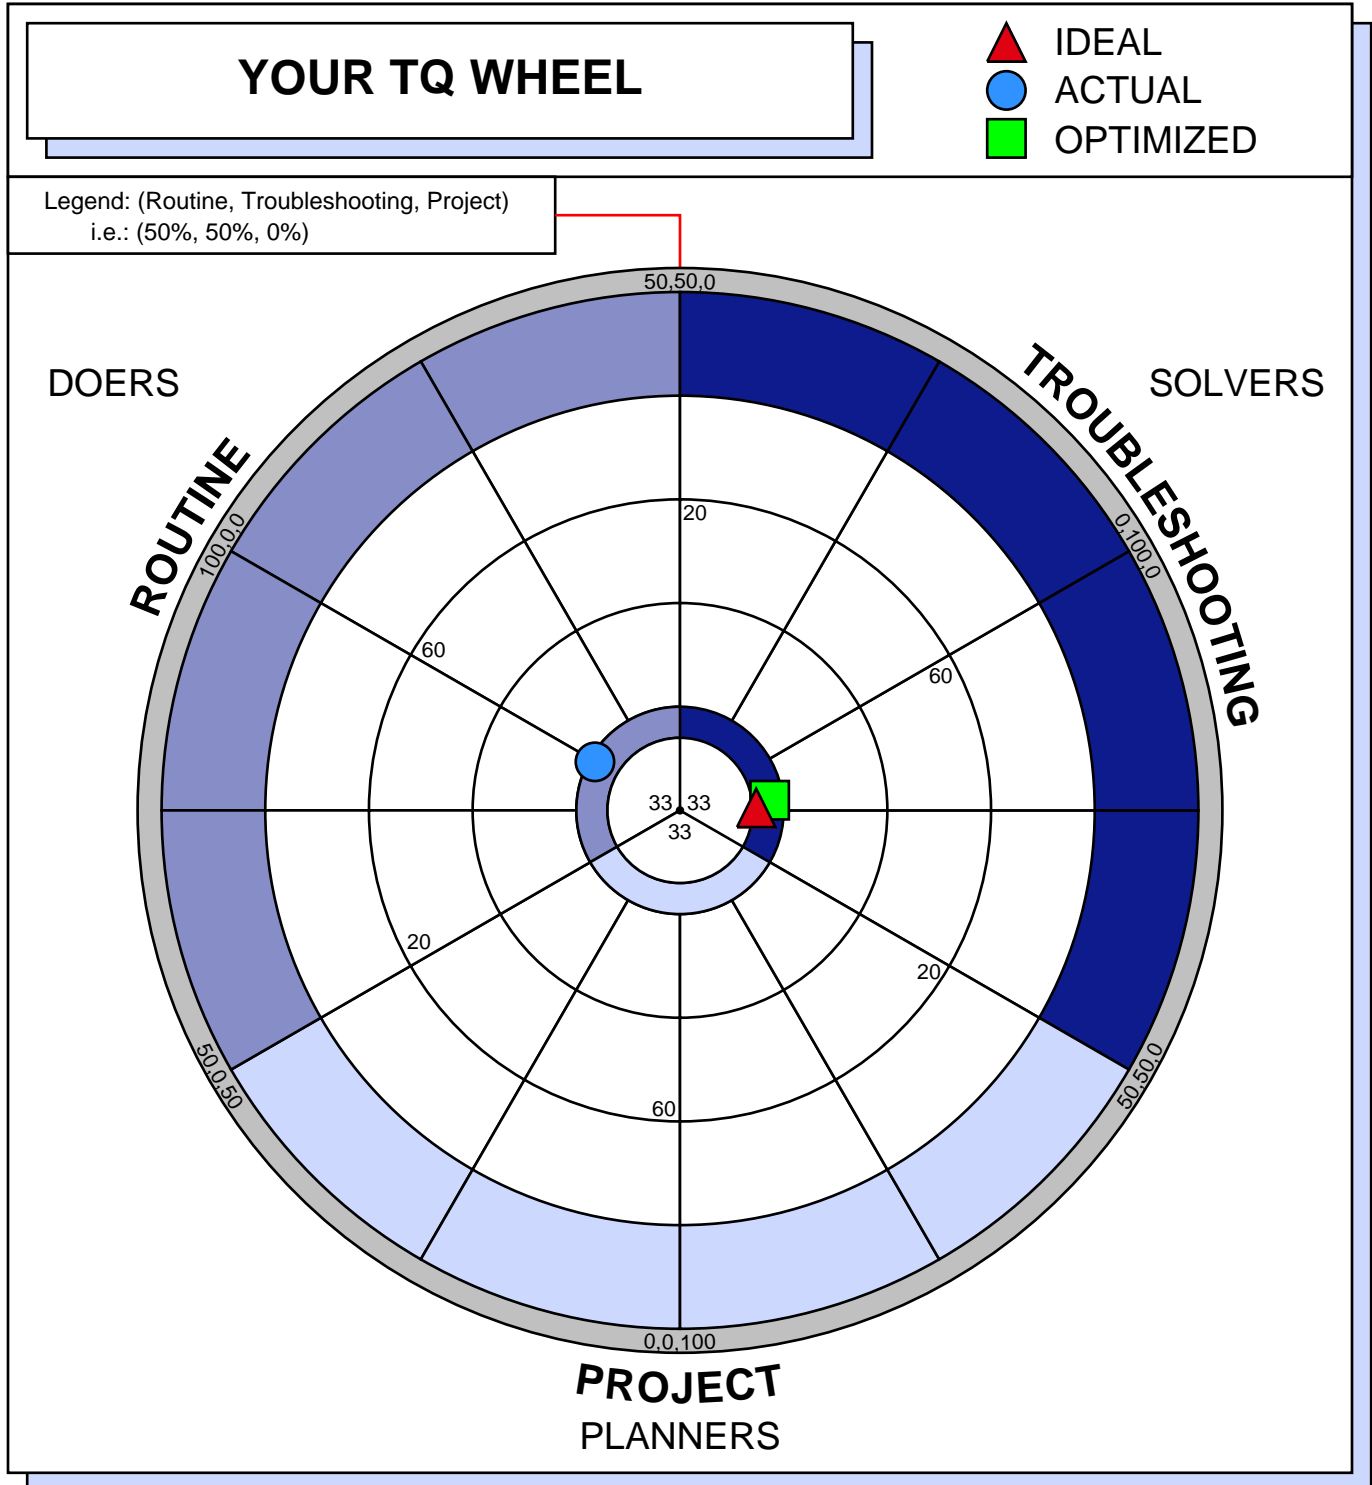 YOUR TQ WHEEL
IDEAL
ACTUAL
OPTIMIZED
Legend: (Routine, Troubleshooting, Project)
i.e.: (50%, 50%, 0%)
50,50,0
DOERS
SOLVERS
ROUTINE
TROUBLESHOOTING
100,0,0
0,100,0
20
60
60
33 33
33
20
20
60
50,0,50
50,50,0
0,0,100
PROJECT
PLANNERS